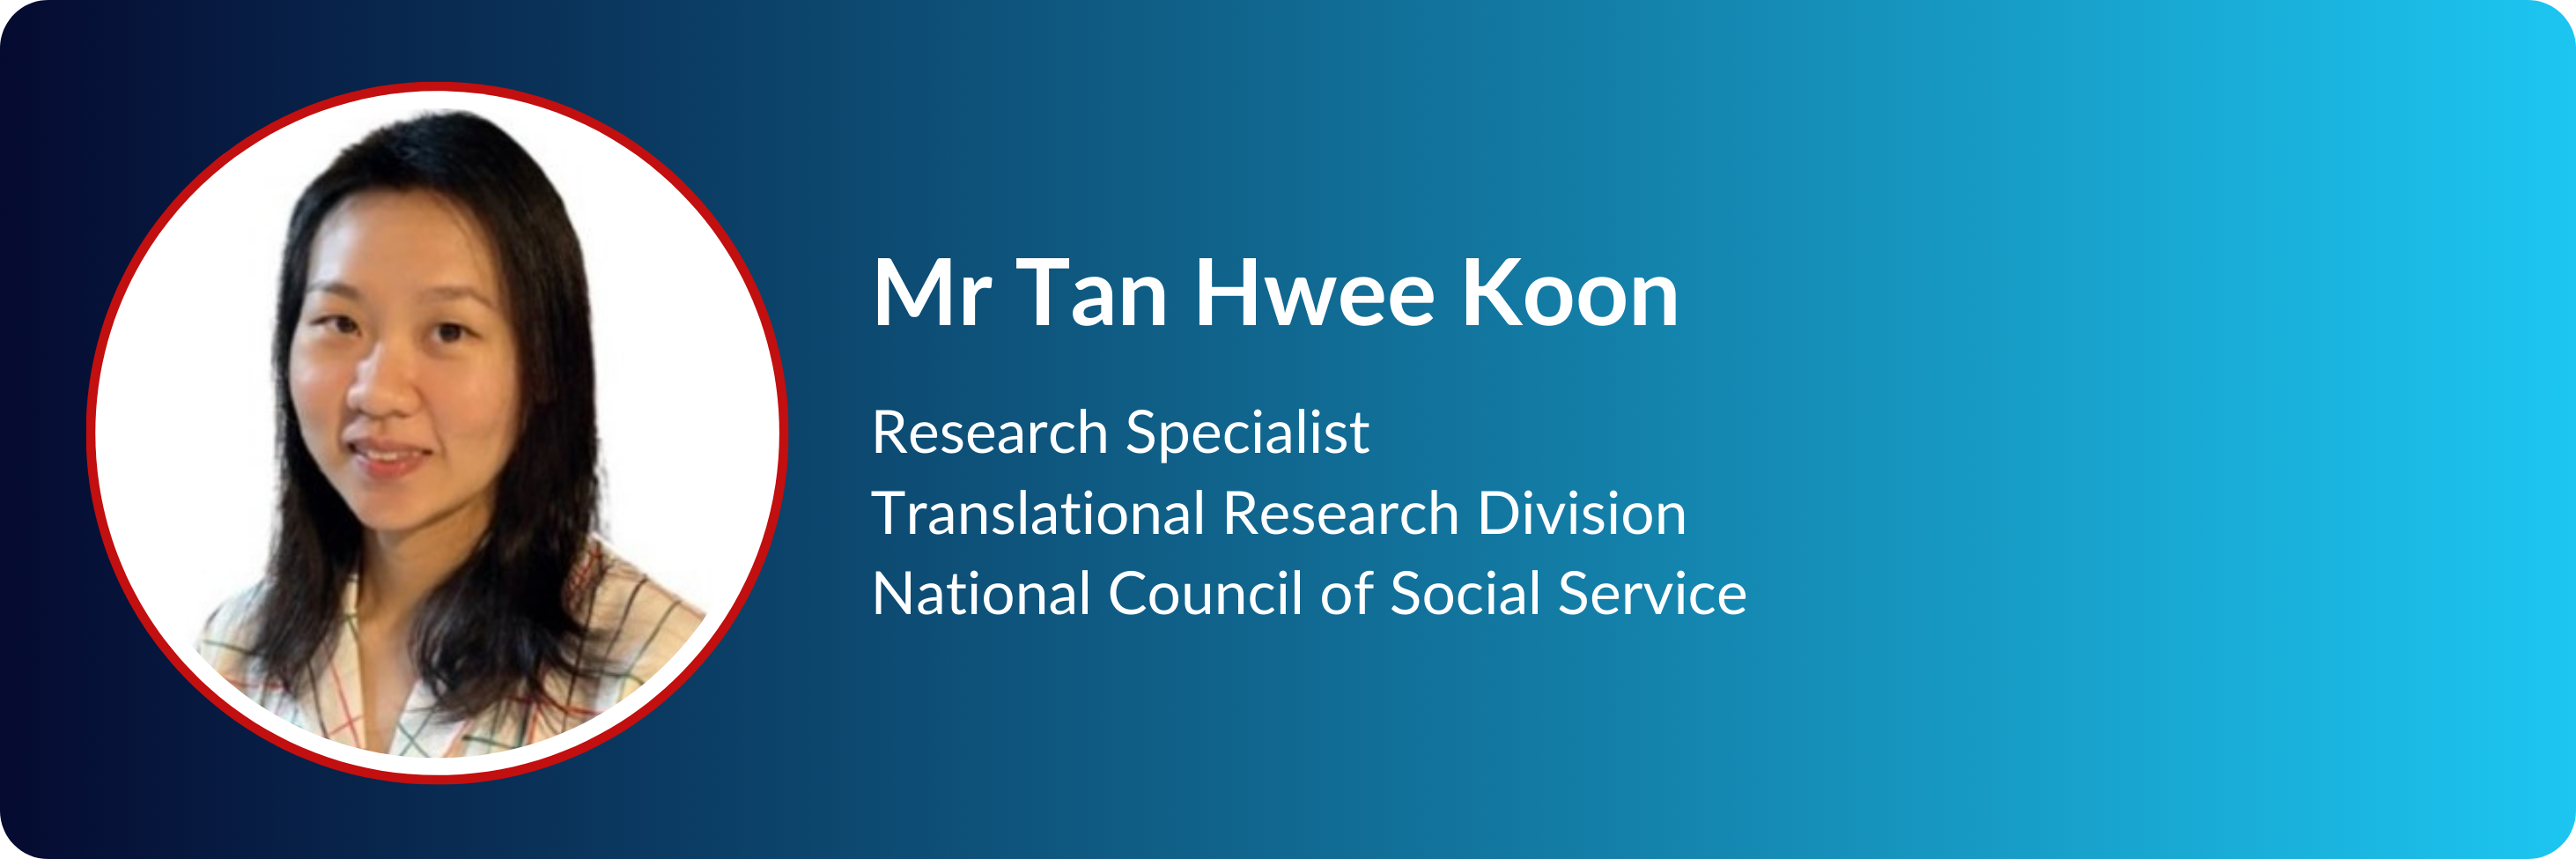 Mr Tan Hwee Koon
Research Specialist
Translational Research Division
National Council of Social Service